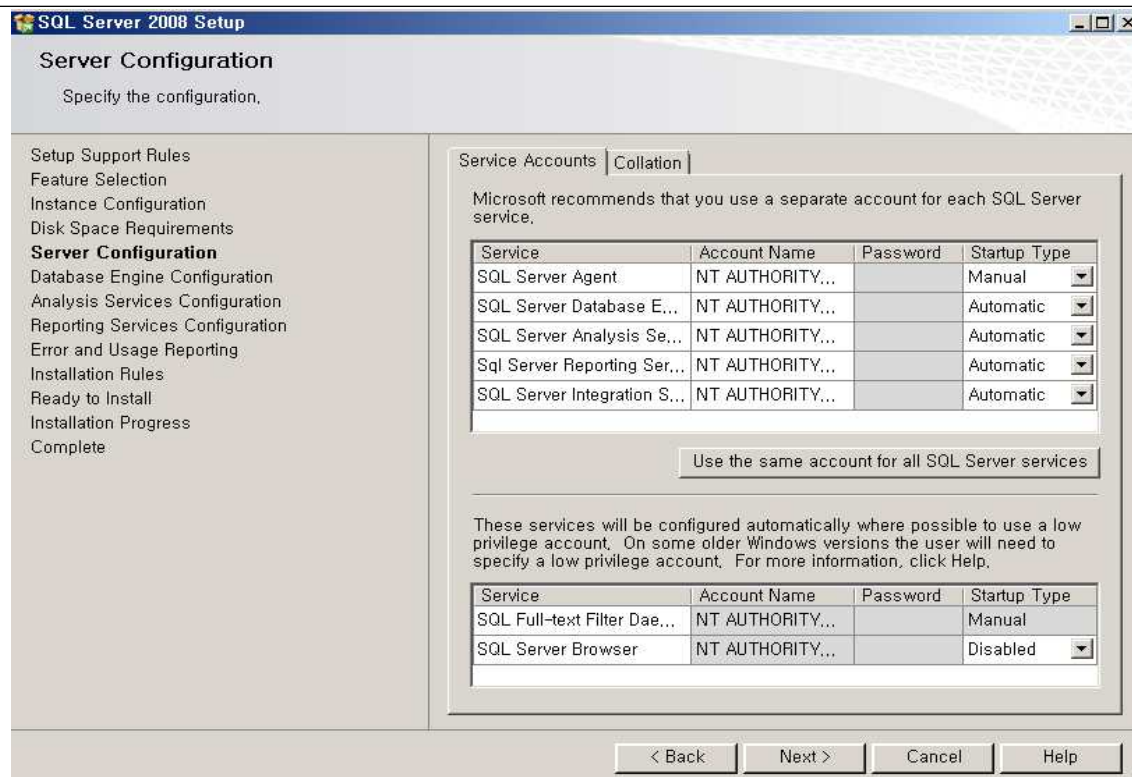 SQL Server 2008 Setup
Server Configuration
Specify the configuration.
Setup Support Rules
Feature Selection
Instance Configuration
Disk Space Requirements
Server Configuration
Database Engine Configuration
Analysis Services Configuration
Reporting Services Configuration
Error and Usage Reporting
Installation Rules
Ready to Install
Installation Progress
Complete
Service Accounts Collation
Microsoft recommends that you use a separate account for each SQL Server
service.
Service Account Name Password Startup Type
SQL Server Agent NT AUTHORITY... Manual
SQL Server Database E... NT AUTHORITY... Automatic
SQL Server Analysis Se... NT AUTHORITY... Automatic
Sql Server Reporting Ser... NT AUTHORITY... Automatic
SQL Server Integration S... NT AUTHORITY... Automatic
Use the same account for all SQL Server services
These services will be configured automatically where possible to use a low
privilege account. On some older Windows versions the user will need to
specify a low privilege account. For more information, click Help.
Service Account Name Password Startup Type
SQL Full-text Filter Dae... NT AUTHORITY... Manual
SQL Server Browser NT AUTHORITY... Disabled
< Back Next > Cancel Help